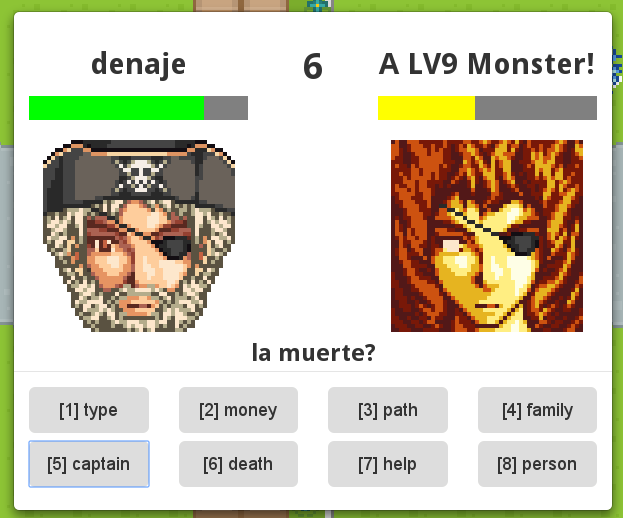 denaje 6 A LV9 Monster!
la muerte?
[1] type [2] money [3] path [4] family
[5] captain [6] death [7] help [8] person